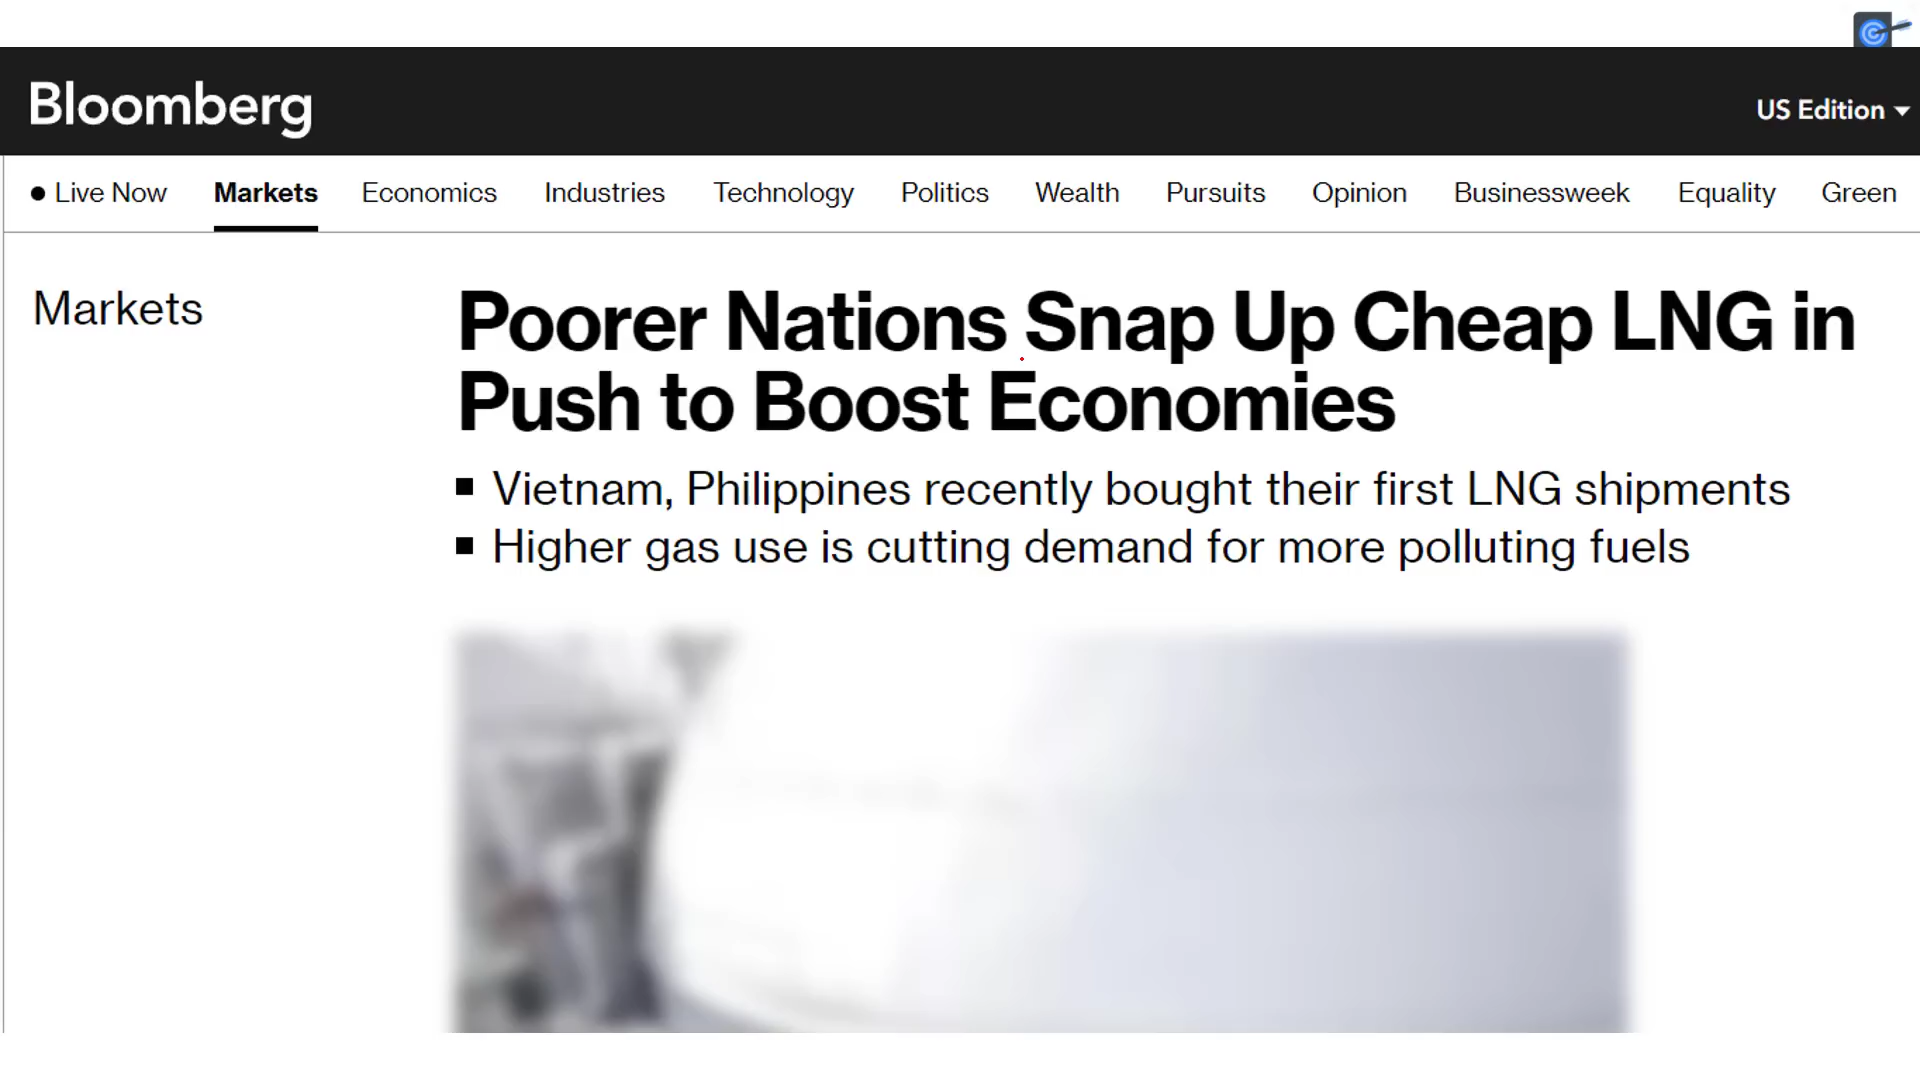 Bloomberg
US Edition
Live Now Markets Economics Industries Technology Politics Wealth Pursuits Opinion Businessweek Equality Green
Markets
Poorer Nations Snap Up Cheap LNG in
Push to Boost Economies
Vietnam, Philippines recently bought their first LNG shipments
Higher gas use is cutting demand for more polluting fuels